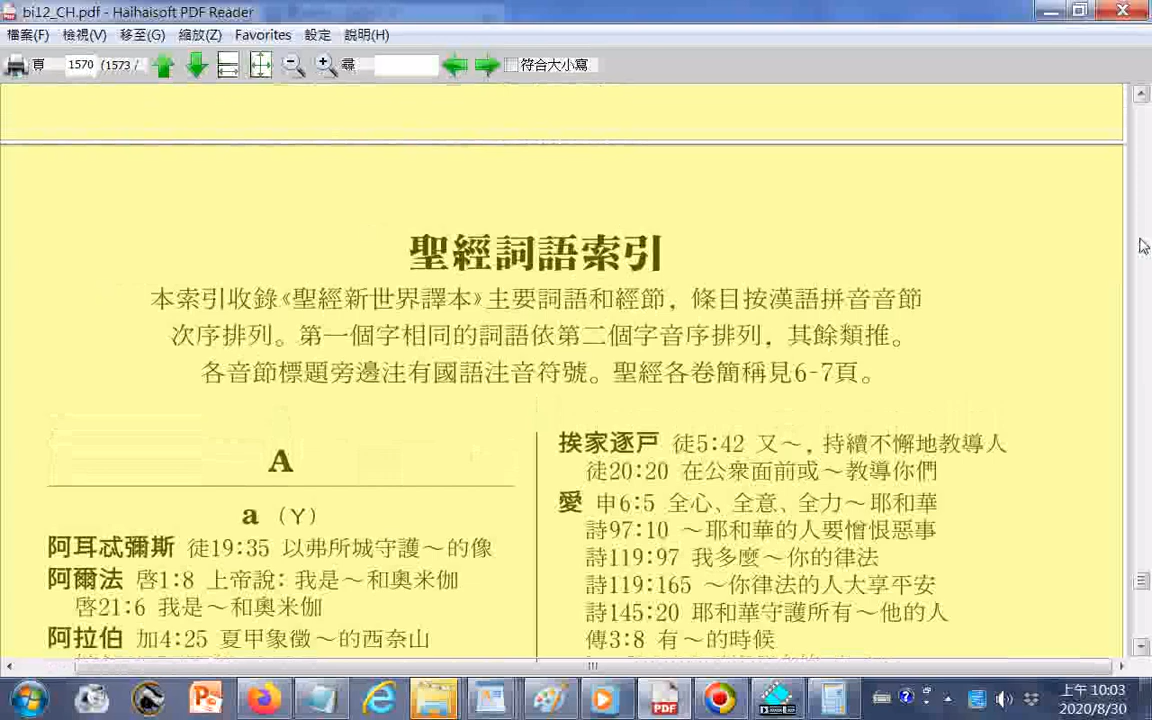 bi12_CH.pdf - Haihaisoft PDF Reader
檔案(F) 檢視(V) 移至(G) 縮放(Z) Favorites 設定 說明(H)
頁 1570 (1573 / 尋 符合大小寫
聖經詞語索引
本索引收錄《聖經新世界譯本》主要詞語和經節，條目按漢語拼音音節
次序排列。第一個字相同的詞語依第二個字音序排列，其餘類推。
各音節標題旁邊注有國語注音符號。聖經各卷簡稱見6-7頁。
A
a (ㄚ)
阿耳忒彌斯 徒19:35 以弗所城守護～的像
阿爾法 啓1:8 上帝說：我是～和奧米伽
啓21:6 我是～和奧米伽
阿拉伯 加4:25 夏甲象徵～的西奈山
挨家逐戶 徒5:42 又～，持續不懈地教導人
徒20:20 在公衆面前或～教導你們
愛 申6:5 全心、全意、全力～耶和華
詩97:10 ～耶和華的人要憎恨惡事
詩119:97 我多麼～你的律法
詩119:165 ～你律法的人大享平安
詩145:20 耶和華守護所有～他的人
傳3:8 有～的時候
PDF
上午 10:03
2020/8/30